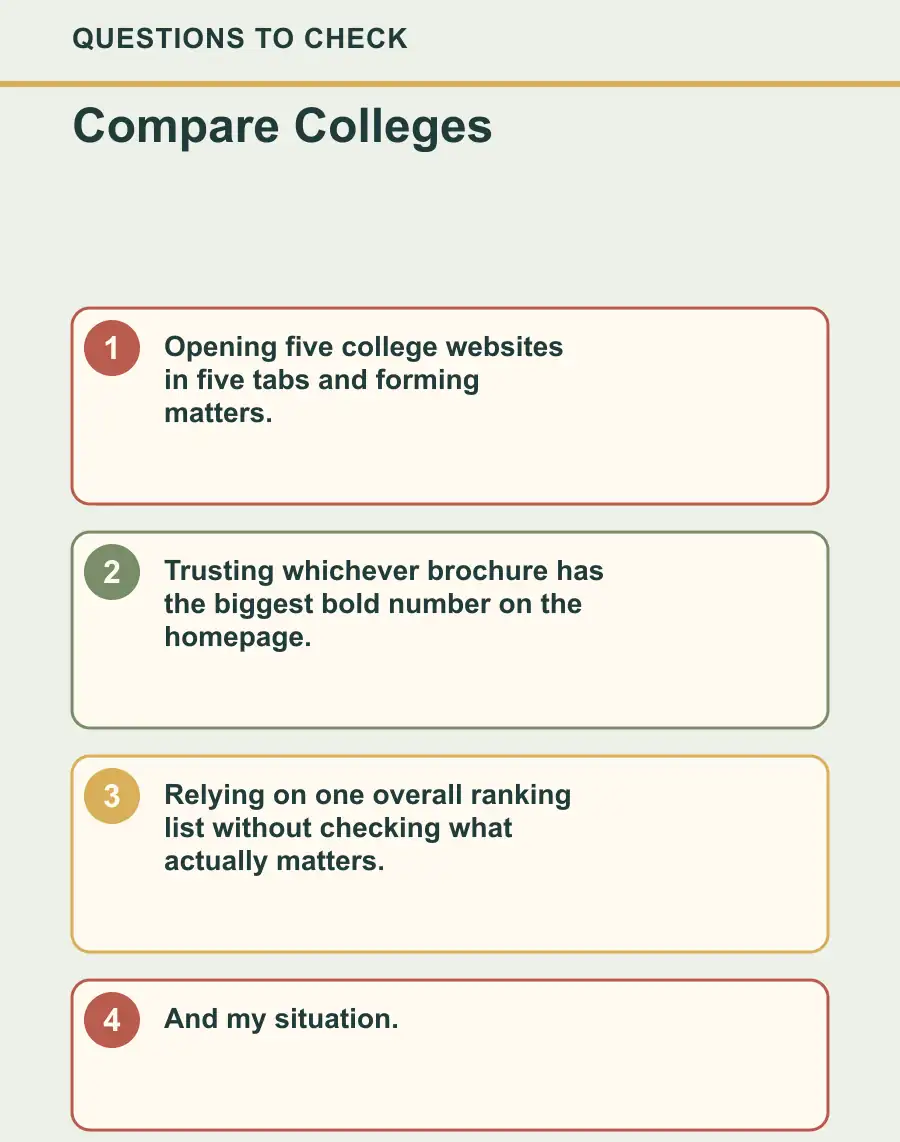 QUESTIONS TO CHECK
Compare Colleges
1
Opening five college websites
in five tabs and forming
matters.
2
Trusting whichever brochure has
the biggest bold number on the
homepage.
3
Relying on one overall ranking
list without checking what
actually matters.
4
And my situation.